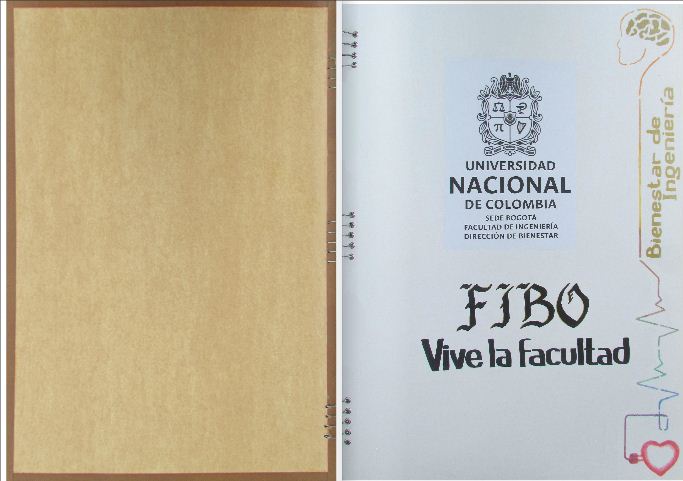 UNIVERSIDAD
NACIONAL
DE COLOMBIA
SEDE BOGOTÁ
FACULTAD DE INGENIERÍA
DIRECCIÓN DE BIENESTAR
FIBO
Vive la facultad
Bienestar de
Ingeniería